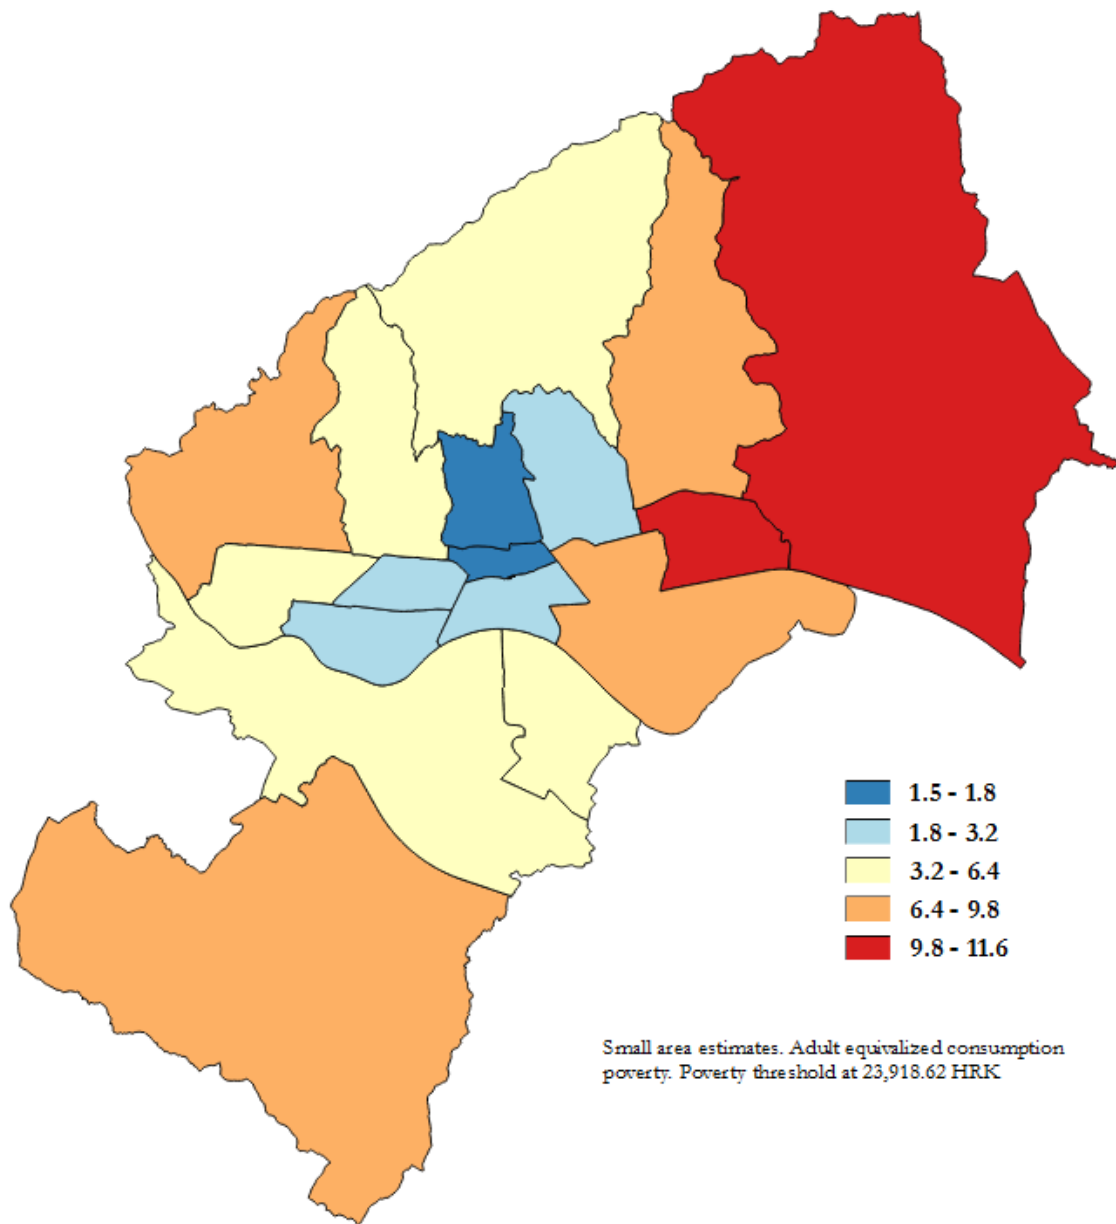 1.5 - 1.8
1.8 - 3.2
3.2 - 6.4
6.4 - 9.8
9.8 - 11.6
Small area estimates. Adult equivalized consumption
poverty. Poverty threshold at 23,918.62 HRK